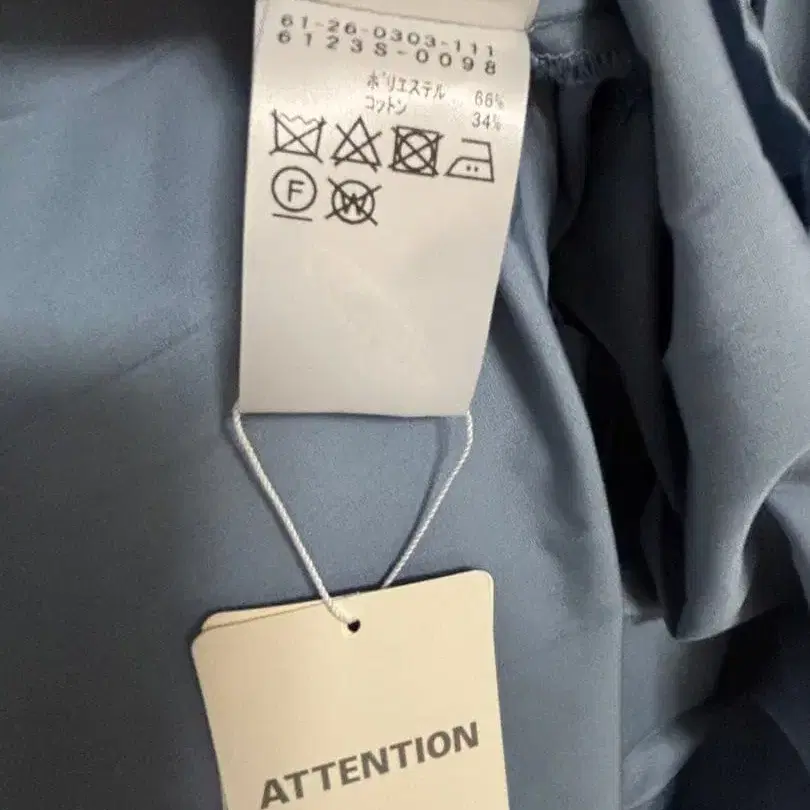 61-26-0303-111
6123S-0098
ポリエステル 66%
コットン 34%
F W
ATTENTION